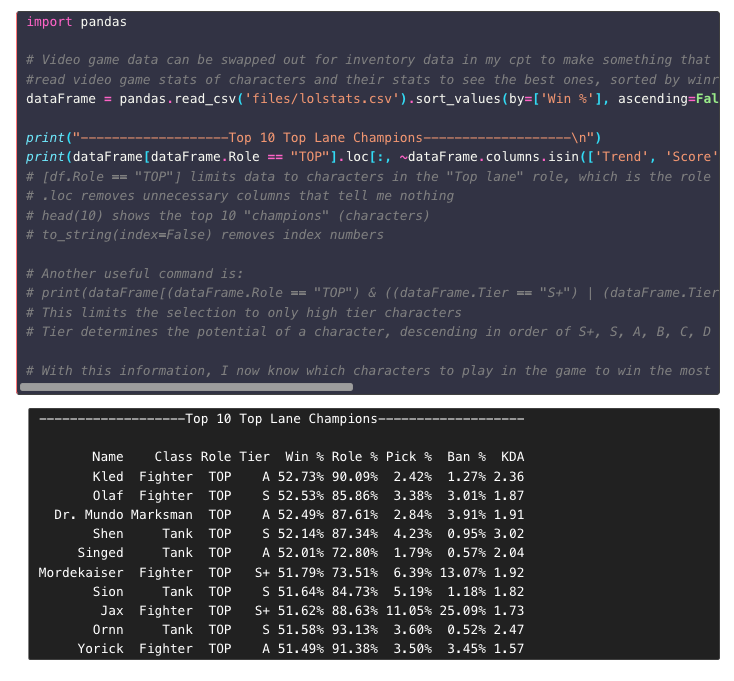 import pandas
# Video game data can be swapped out for inventory data in my cpt to make something that
#read video game stats of characters and their stats to see the best ones, sorted by winr
dataFrame = pandas.read_csv('files/lolstats.csv').sort_values(by=['Win %'], ascending=Fal
print("-------------------Top 10 Top Lane Champions-------------------\n")
print(dataFrame[dataFrame.Role == "TOP"].loc[:, ~dataFrame.columns.isin(['Trend', 'Score'
# [df.Role == "TOP"] limits data to characters in the "Top lane" role, which is the role
# .loc removes unnecessary columns that tell me nothing
# head(10) shows the top 10 "champions" (characters)
# to_string(index=False) removes index numbers
# Another useful command is:
# print(dataFrame[(dataFrame.Role == "TOP") & ((dataFrame.Tier == "S+") | (dataFrame.Tier
# This limits the selection to only high tier characters
# Tier determines the potential of a character, descending in order of S+, S, A, B, C, D
# With this information, I now know which characters to play in the game to win the most
-------------------Top 10 Top Lane Champions-------------------
Name Class Role Tier Win % Role % Pick % Ban % KDA
Kled Fighter TOP A 52.73% 90.09% 2.42% 1.27% 2.36
Olaf Fighter TOP S 52.53% 85.86% 3.38% 3.01% 1.87
Dr. Mundo Marksman TOP A 52.49% 87.61% 2.84% 3.91% 1.91
Shen Tank TOP S 52.14% 87.34% 4.23% 0.95% 3.02
Singed Tank TOP A 52.01% 72.80% 1.79% 0.57% 2.04
Mordekaiser Fighter TOP S+ 51.79% 73.51% 6.39% 13.07% 1.92
Sion Tank TOP S 51.64% 84.73% 5.19% 1.18% 1.82
Jax Fighter TOP S+ 51.62% 88.63% 11.05% 25.09% 1.73
Ornn Tank TOP S 51.58% 93.13% 3.60% 0.52% 2.47
Yorick Fighter TOP A 51.49% 91.38% 3.50% 3.45% 1.57